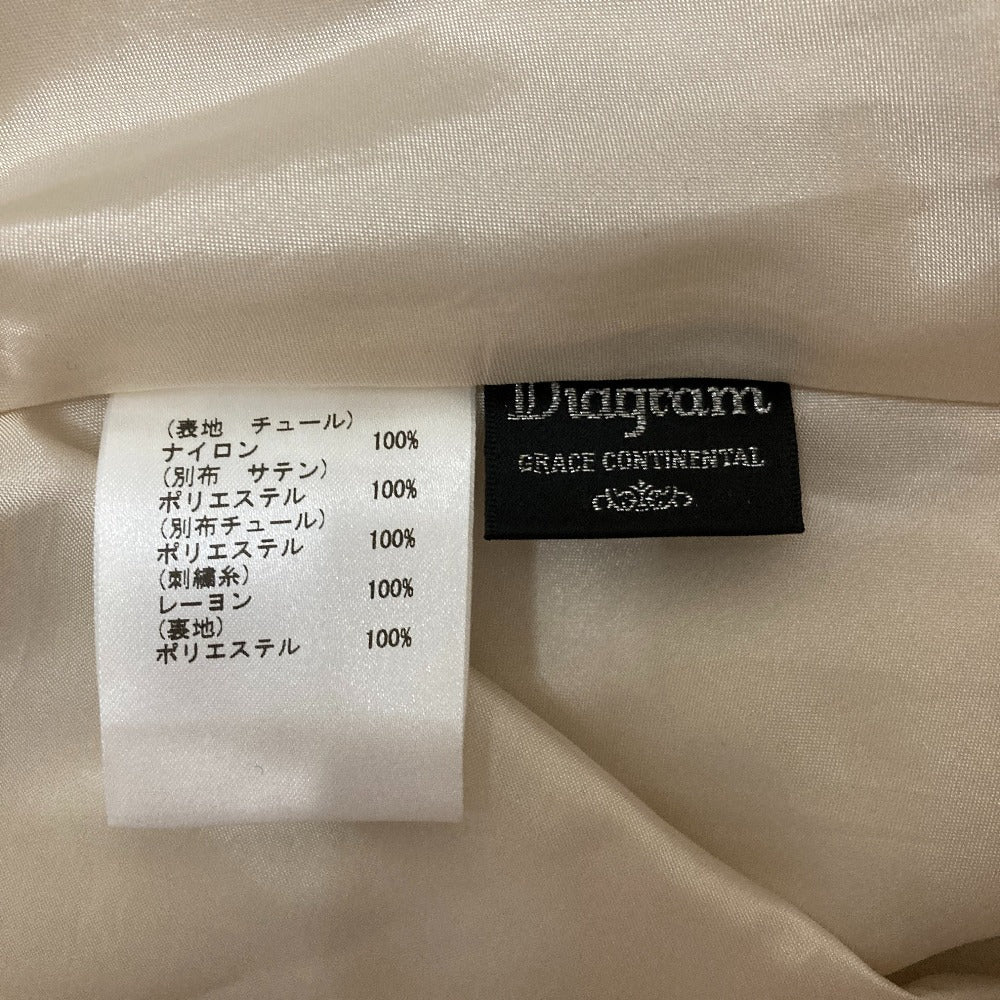 (表地　チュール)
ナイロン 100%
(別布　サテン)
ポリエステル 100%
(別布チュール)
ポリエステル 100%
(刺繍糸)
レーヨン 100%
(裏地)
ポリエステル 100%
Diagram
GRACE CONTINENTAL